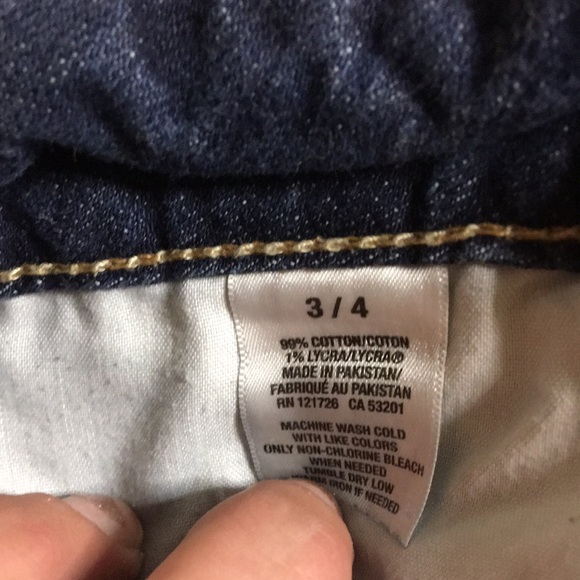 3 / 4
99% COTTON/COTON
1% LYCRA/LYCRA®
MADE IN PAKISTAN/
FABRIQUÉ AU PAKISTAN
RN 121726 CA 53201
MACHINE WASH COLD
WITH LIKE COLORS
ONLY NON-CHLORINE BLEACH
WHEN NEEDED
TUMBLE DRY LOW
IRON IF NEEDED